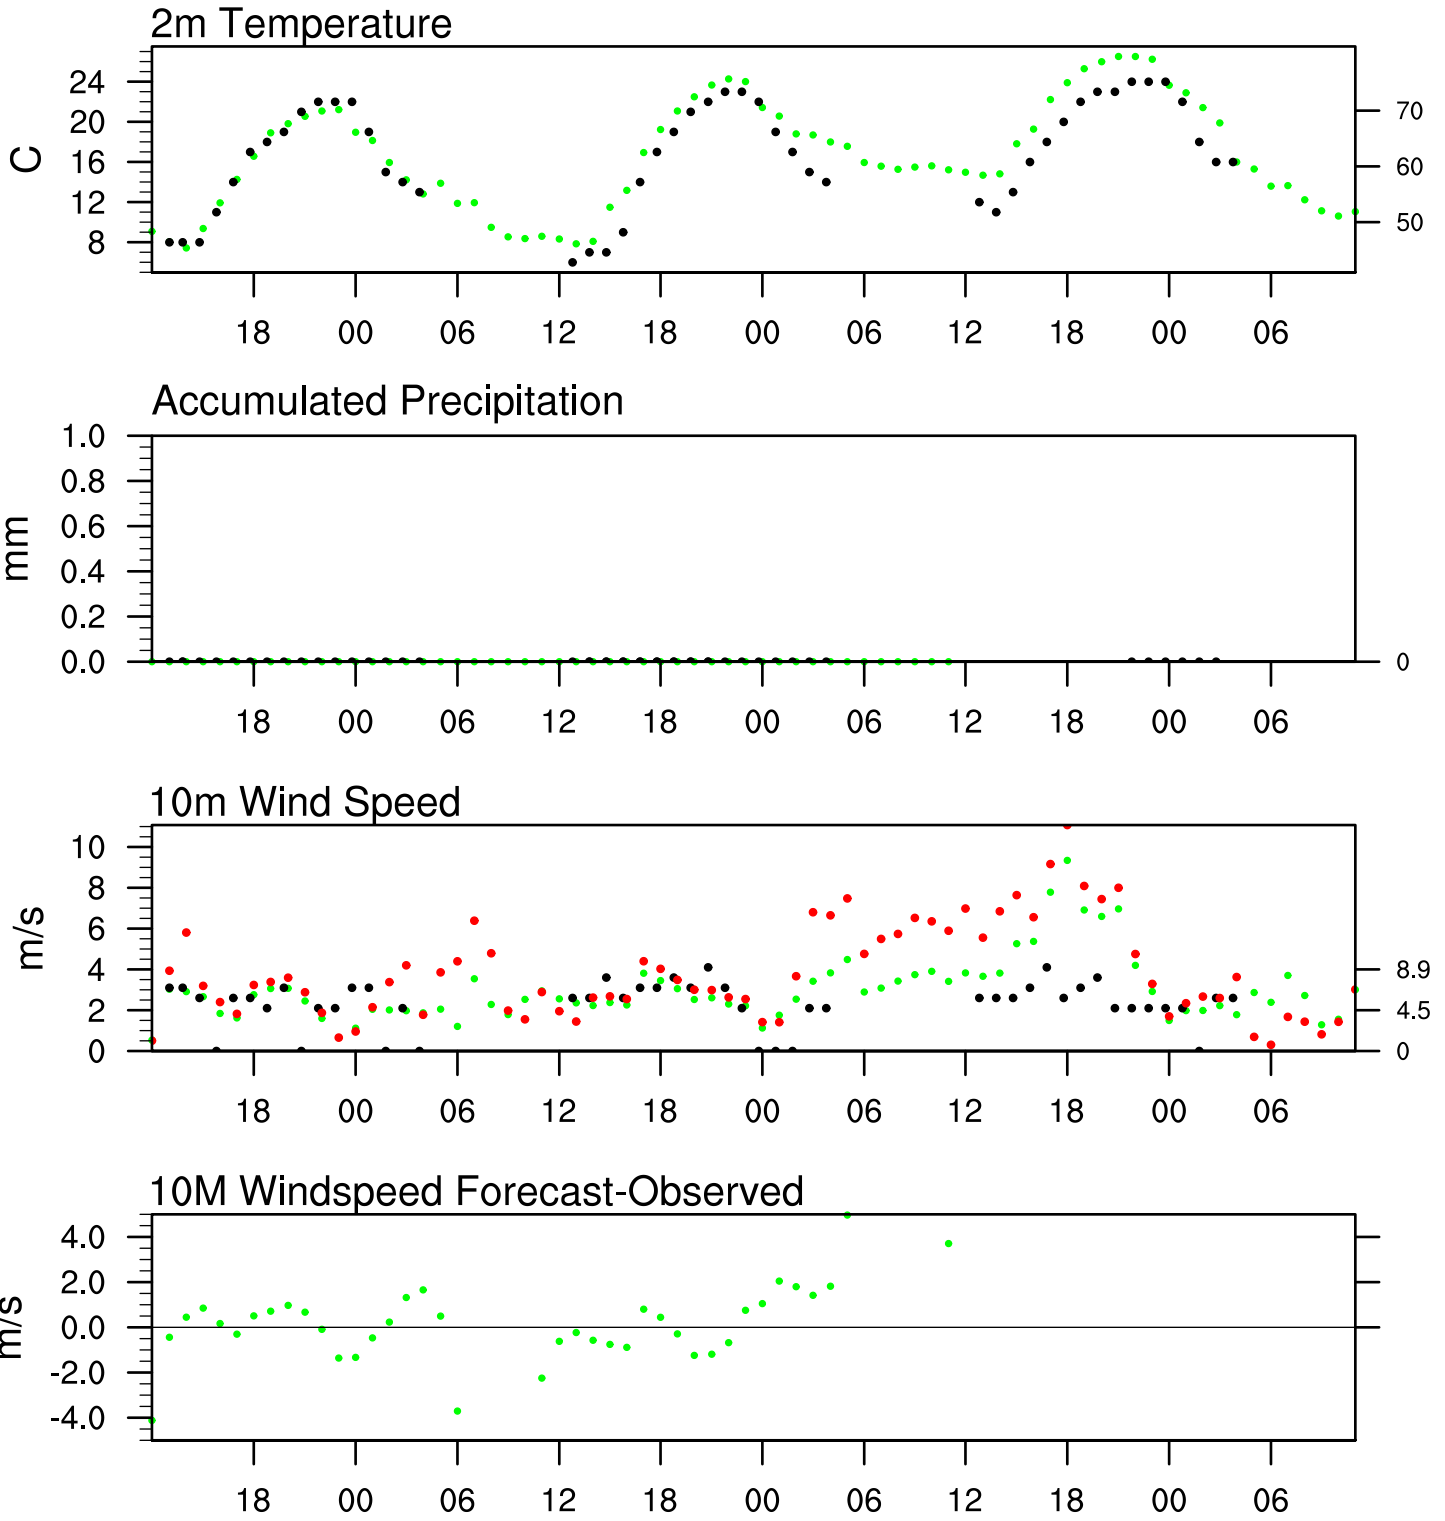 2m Temperature
24
20
16
12
8
C
70
60
50
18 00 06 12 18 00 06 12 18 00 06
Accumulated Precipitation
1.0
0.8
0.6
0.4
0.2
0.0
mm
0
18 00 06 12 18 00 06 12 18 00 06
10m Wind Speed
10
8
6
4
2
0
m/s
8.9
4.5
0
18 00 06 12 18 00 06 12 18 00 06
10M Windspeed Forecast-Observed
4.0
2.0
0.0
-2.0
-4.0
m/s
18 00 06 12 18 00 06 12 18 00 06